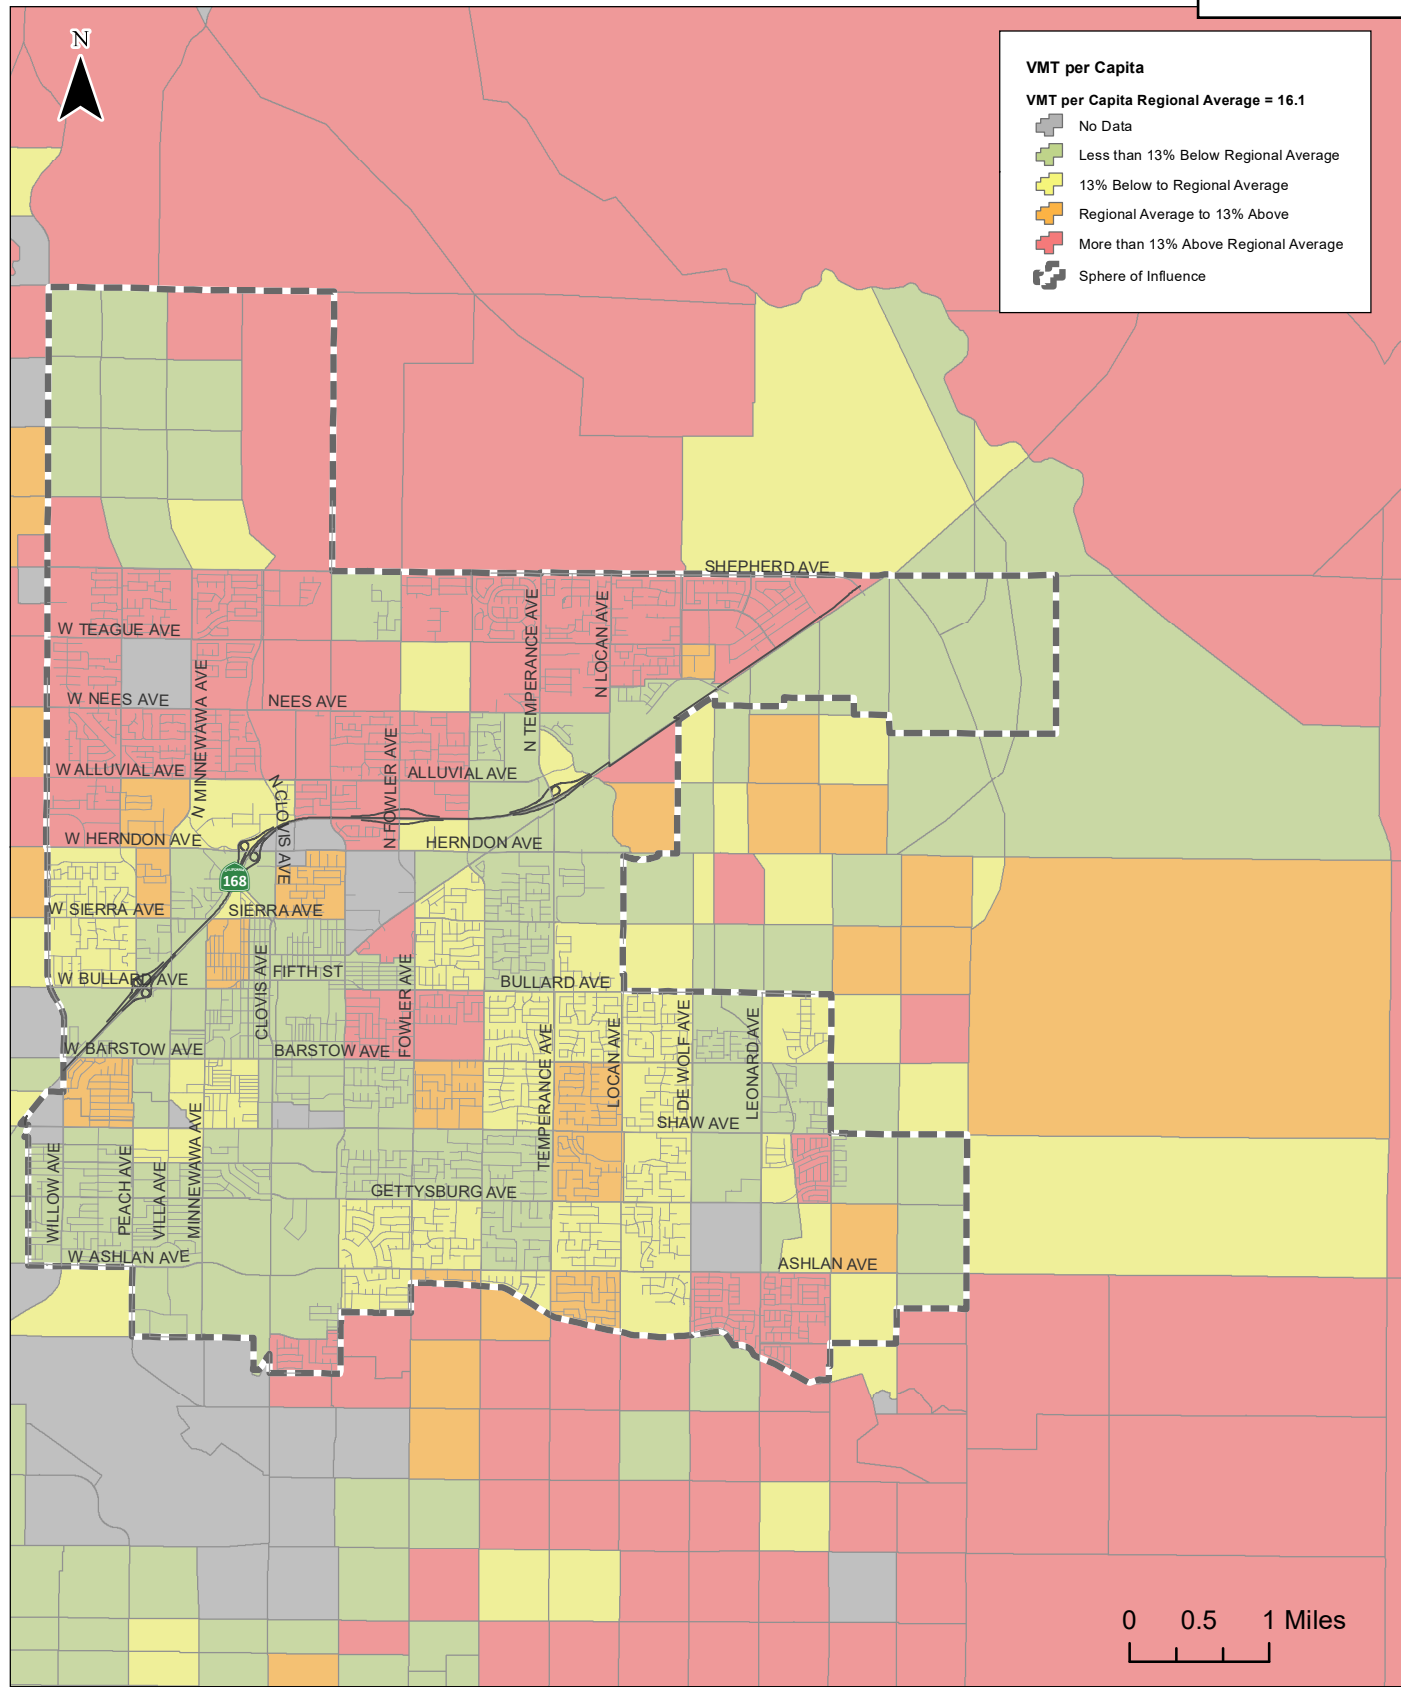 N
VMT per Capita
VMT per Capita Regional Average = 16.1
No Data
Less than 13% Below Regional Average
13% Below to Regional Average
Regional Average to 13% Above
More than 13% Above Regional Average
Sphere of Influence
SHEPHERD AVE
W TEAGUE AVE
N TEMPERANCE AVE
N LOCAN AVE
N MINNEWAWA AVE
W NEES AVE
NEES AVE
N FOWLER AVE
W ALLUVIAL AVE
ALLUVIAL AVE
N CLOVIS AVE
W HERNDON AVE
HERNDON AVE
168
W SIERRA AVE
SIERRA AVE
CLOVIS AVE
FIFTH ST
FOWLER AVE
W BULLARD AVE
BULLARD AVE
W BARSTOW AVE
BARSTOW AVE
TEMPERANCE AVE
LOCAN AVE
DE WOLF AVE
LEONARD AVE
SHAW AVE
WILLOW AVE
PEACH AVE
VILLA AVE
MINNEWAWA AVE
GETTYSBURG AVE
W ASHLAN AVE
ASHLAN AVE
0 0.5 1 Miles